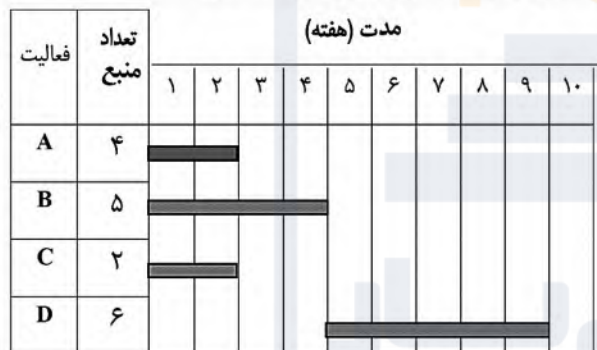 فعالیت تعداد منبع مدت (هفته)
۱ ۲ ۳ ۴ ۵ ۶ ۷ ۸ ۹ ۱۰
A ۴
B ۵
C ۲
D ۶